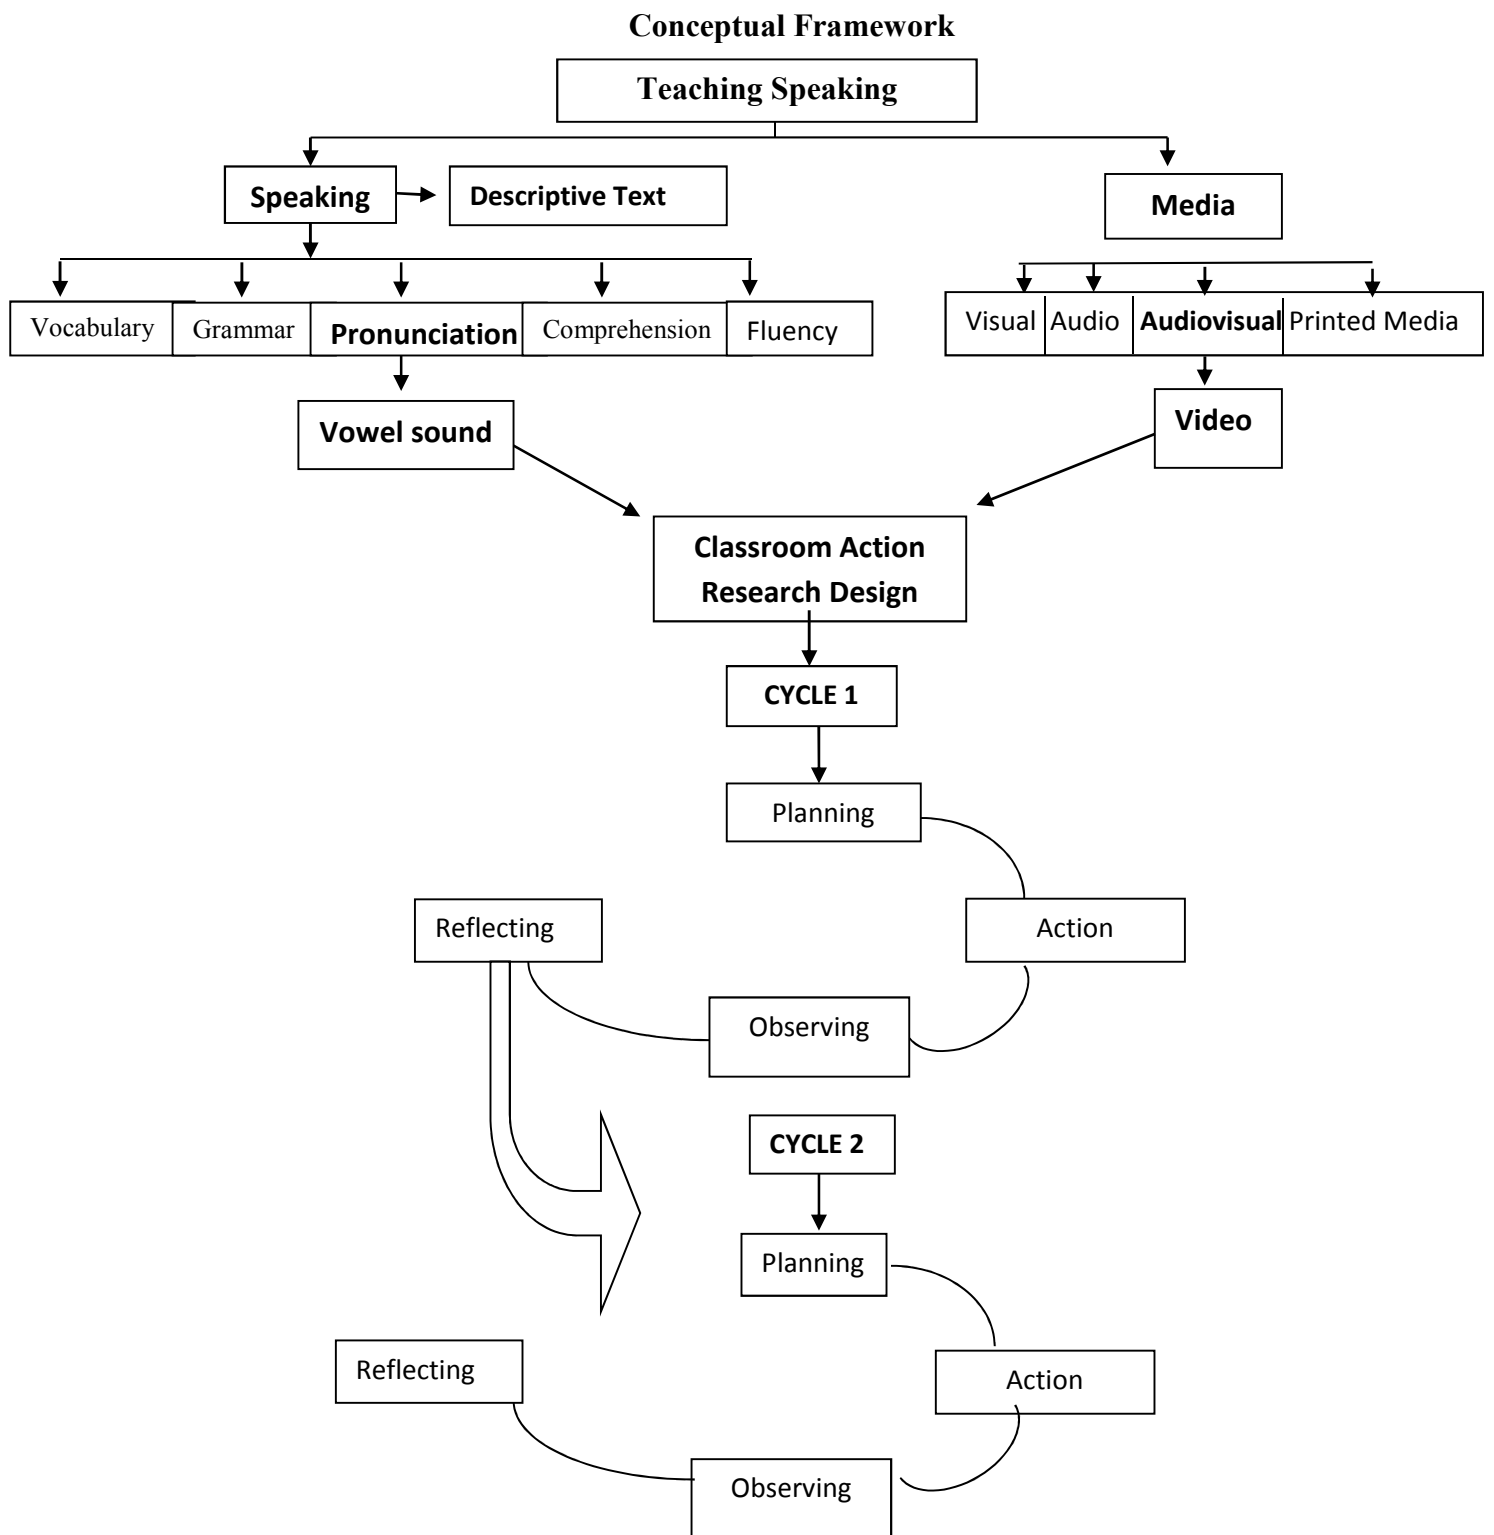 Conceptual Framework
Teaching Speaking
Speaking
Descriptive Text
Media
Vocabulary
Grammar
Pronunciation
Comprehension
Fluency
Visual
Audio
Audiovisual
Printed Media
Vowel sound
Video
Classroom Action
Research Design
CYCLE 1
Planning
Reflecting
Action
Observing
CYCLE 2
Planning
Reflecting
Action
Observing